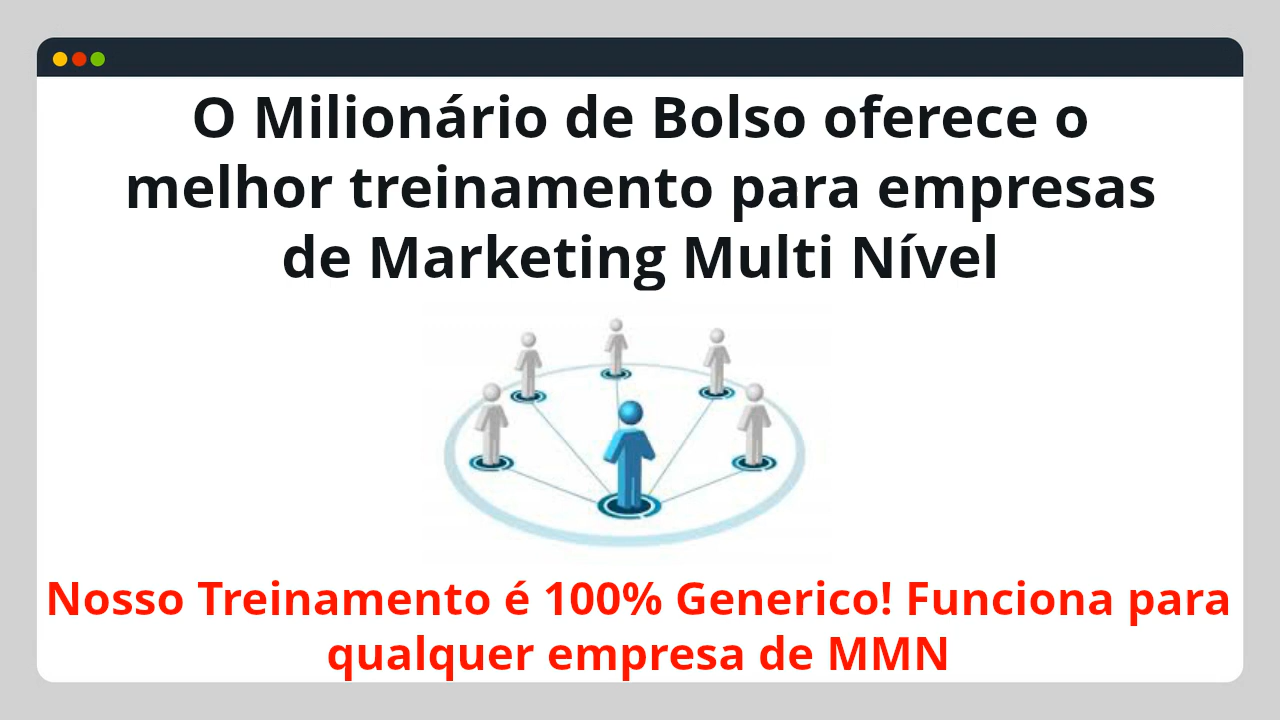 O Milionário de Bolso oferece o
melhor treinamento para empresas
de Marketing Multi Nível
Nosso Treinamento é 100% Generico! Funciona para
qualquer empresa de MMN